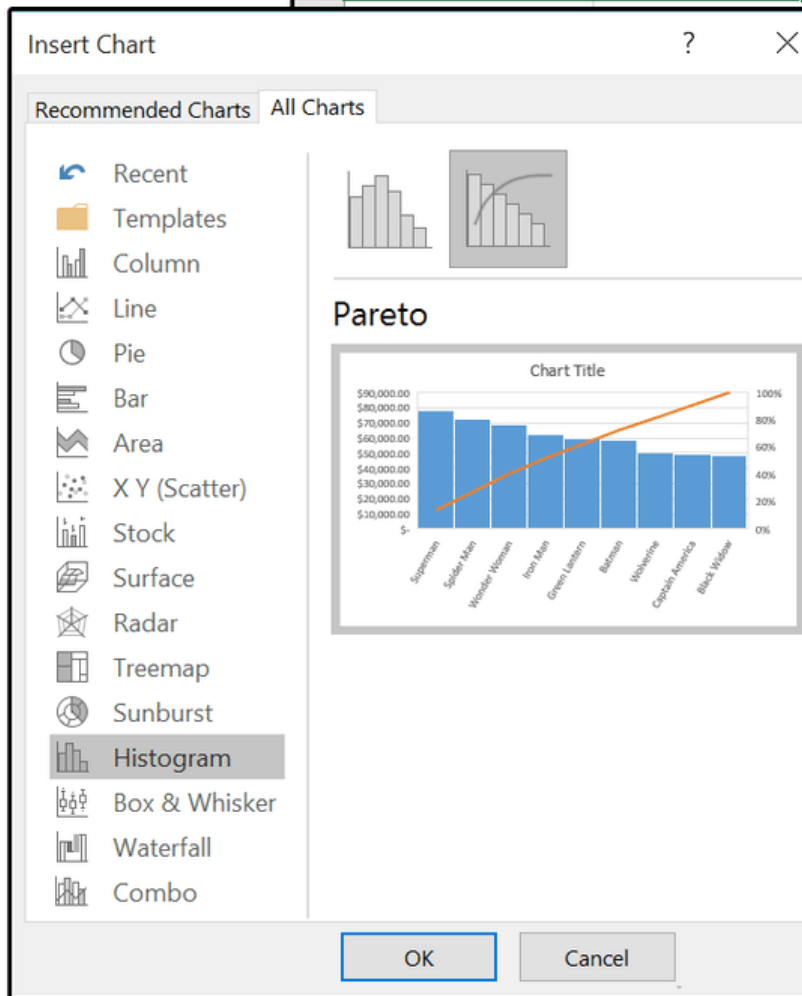 Insert Chart
?
Recommended Charts
All Charts
Recent
Templates
Column
Line
Pie
Bar
Area
X Y (Scatter)
Stock
Surface
Radar
Treemap
Sunburst
Histogram
Box & Whisker
Waterfall
Combo
Pareto
Chart Title
$90,000.00
$80,000.00
$70,000.00
$60,000.00
$50,000.00
$40,000.00
$30,000.00
$20,000.00
$10,000.00
$-
100%
80%
60%
40%
20%
0%
Superman
Spider Man
Wonder Woman
Iron Man
Green Lantern
Batman
Wolverine
Captain America
Black Widow
OK
Cancel